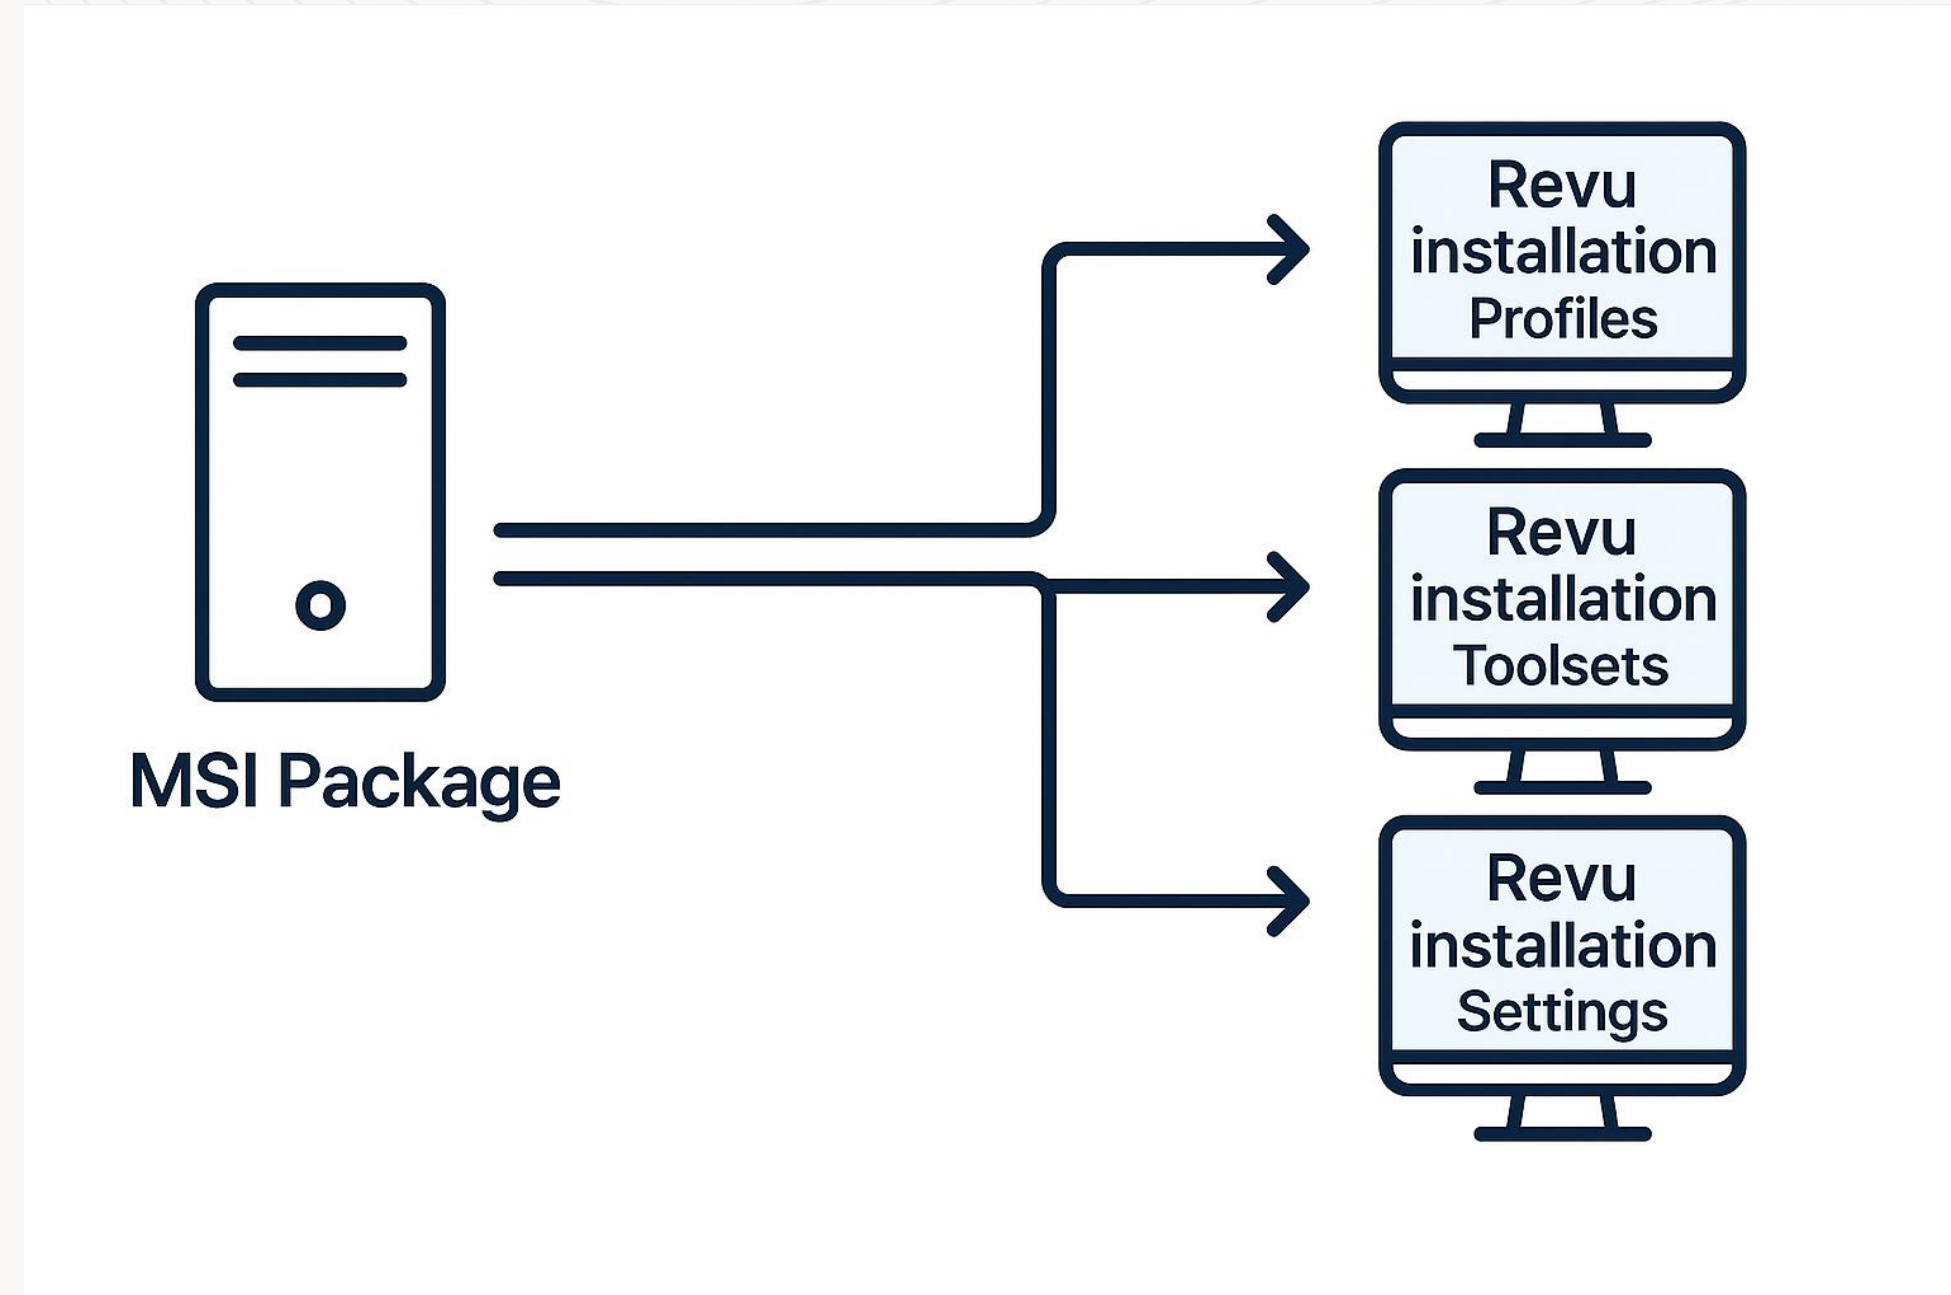 MSI Package
Revu
installation
Profiles
Revu
installation
Toolsets
Revu
installation
Settings